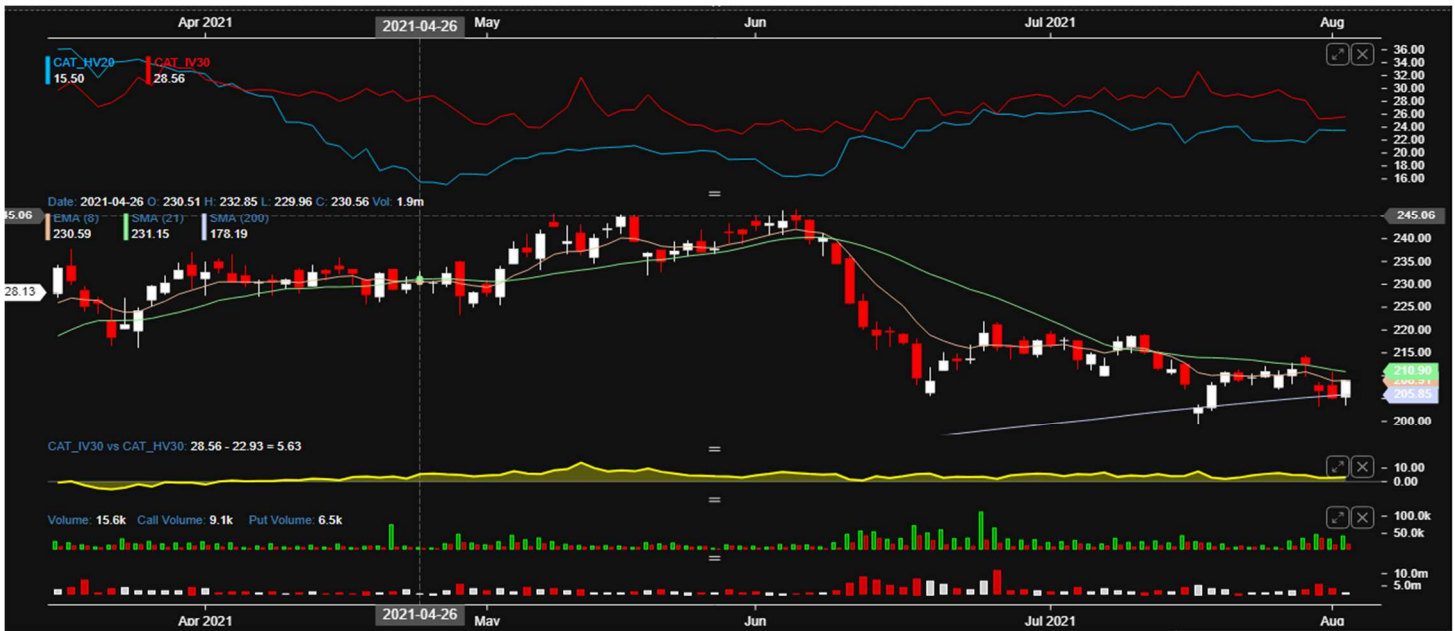 Apr 2021 2021-04-26 May Jun Jul 2021 Aug
CAT_HV20 CAT_IV30
15.50 28.56
36.00
34.00
32.00
30.00
28.00
26.00
24.00
22.00
20.00
18.00
16.00
Date: 2021-04-26 O: 230.51 H: 232.85 L: 229.96 C: 230.56 Vol: 1.9m
45.06 EMA (8) SMA (21) SMA (200)
230.59 231.15 178.19
28.13
245.06
240.00
235.00
230.00
225.00
220.00
215.00
210.90
205.85
200.00
CAT_IV30 vs CAT_HV30: 28.56 - 22.93 = 5.63
10.00
0.00
Volume: 15.6k Call Volume: 9.1k Put Volume: 6.5k
100.0k
50.0k
10.0m
5.0m
Apr 2021 2021-04-26 May Jun Jul 2021 Aug